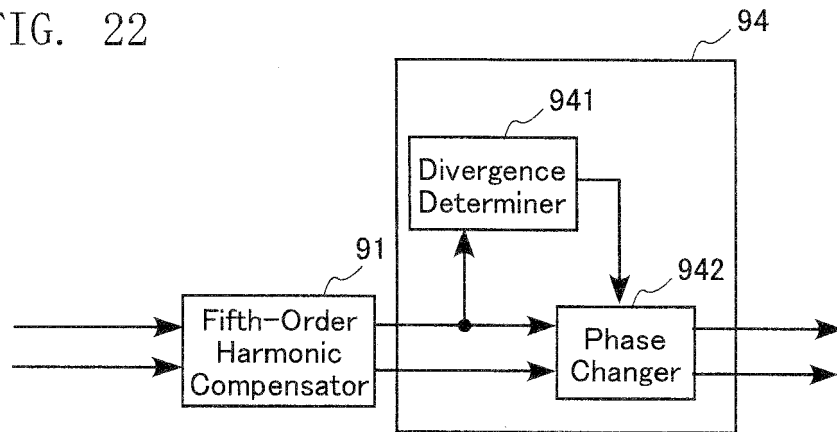 FIG. 22
94
941
Divergence
Determiner
91
942
Fifth-Order
Harmonic
Compensator
Phase
Changer